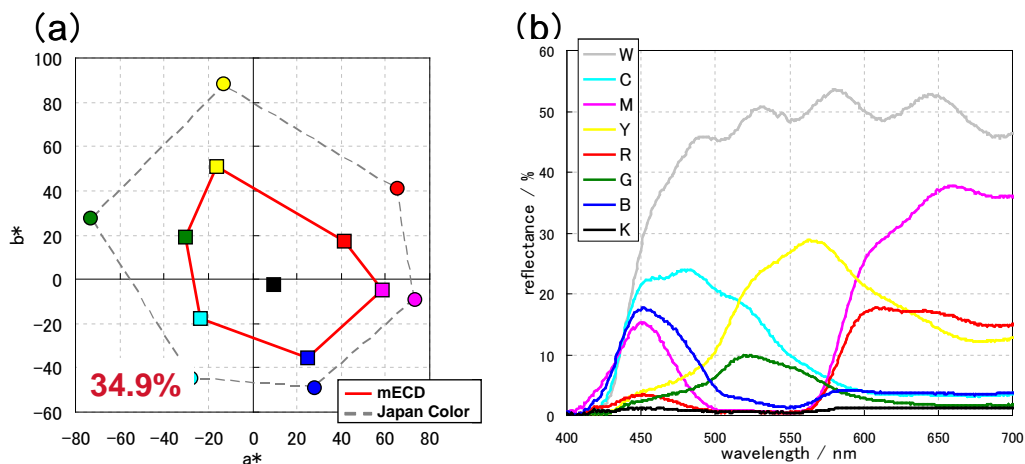 (a)
100
80
60
40
20
0
-20
-40
-60
b*
-80 -60 -40 -20 0 20 40 60 80
a*
34.9%
mECD
Japan Color
(b)
60
50
40
30
20
10
0
reflectance / %
W
C
M
Y
R
G
B
K
400 450 500 550 600 650 700
wavelength / nm